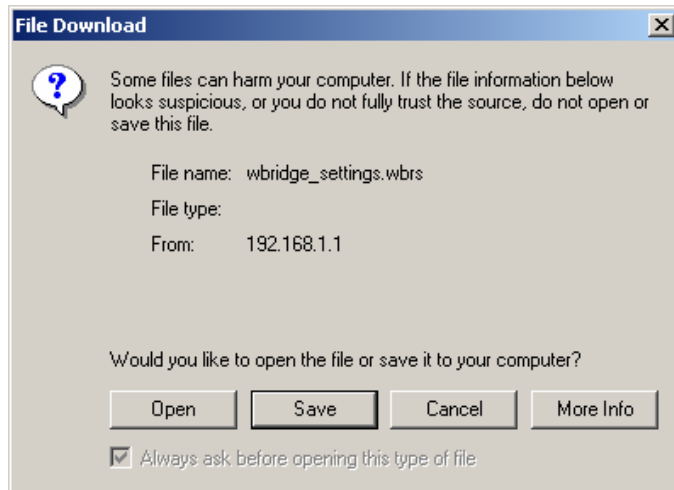 File Download
Some files can harm your computer. If the file information below
looks suspicious, or you do not fully trust the source, do not open or
save this file.
File name: wbridge_settings.wbrs
File type:
From: 192.168.1.1
Would you like to open the file or save it to your computer?
Open Save Cancel More Info
Always ask before opening this type of file